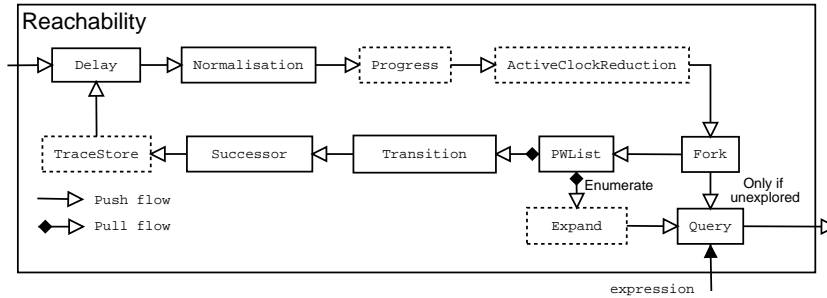 Reachability
Delay
Normalisation
Progress
ActiveClockReduction
TraceStore
Successor
Transition
PWList
Fork
Enumerate
Only if
unexplored
Push flow
Pull flow
Expand
Query
expression